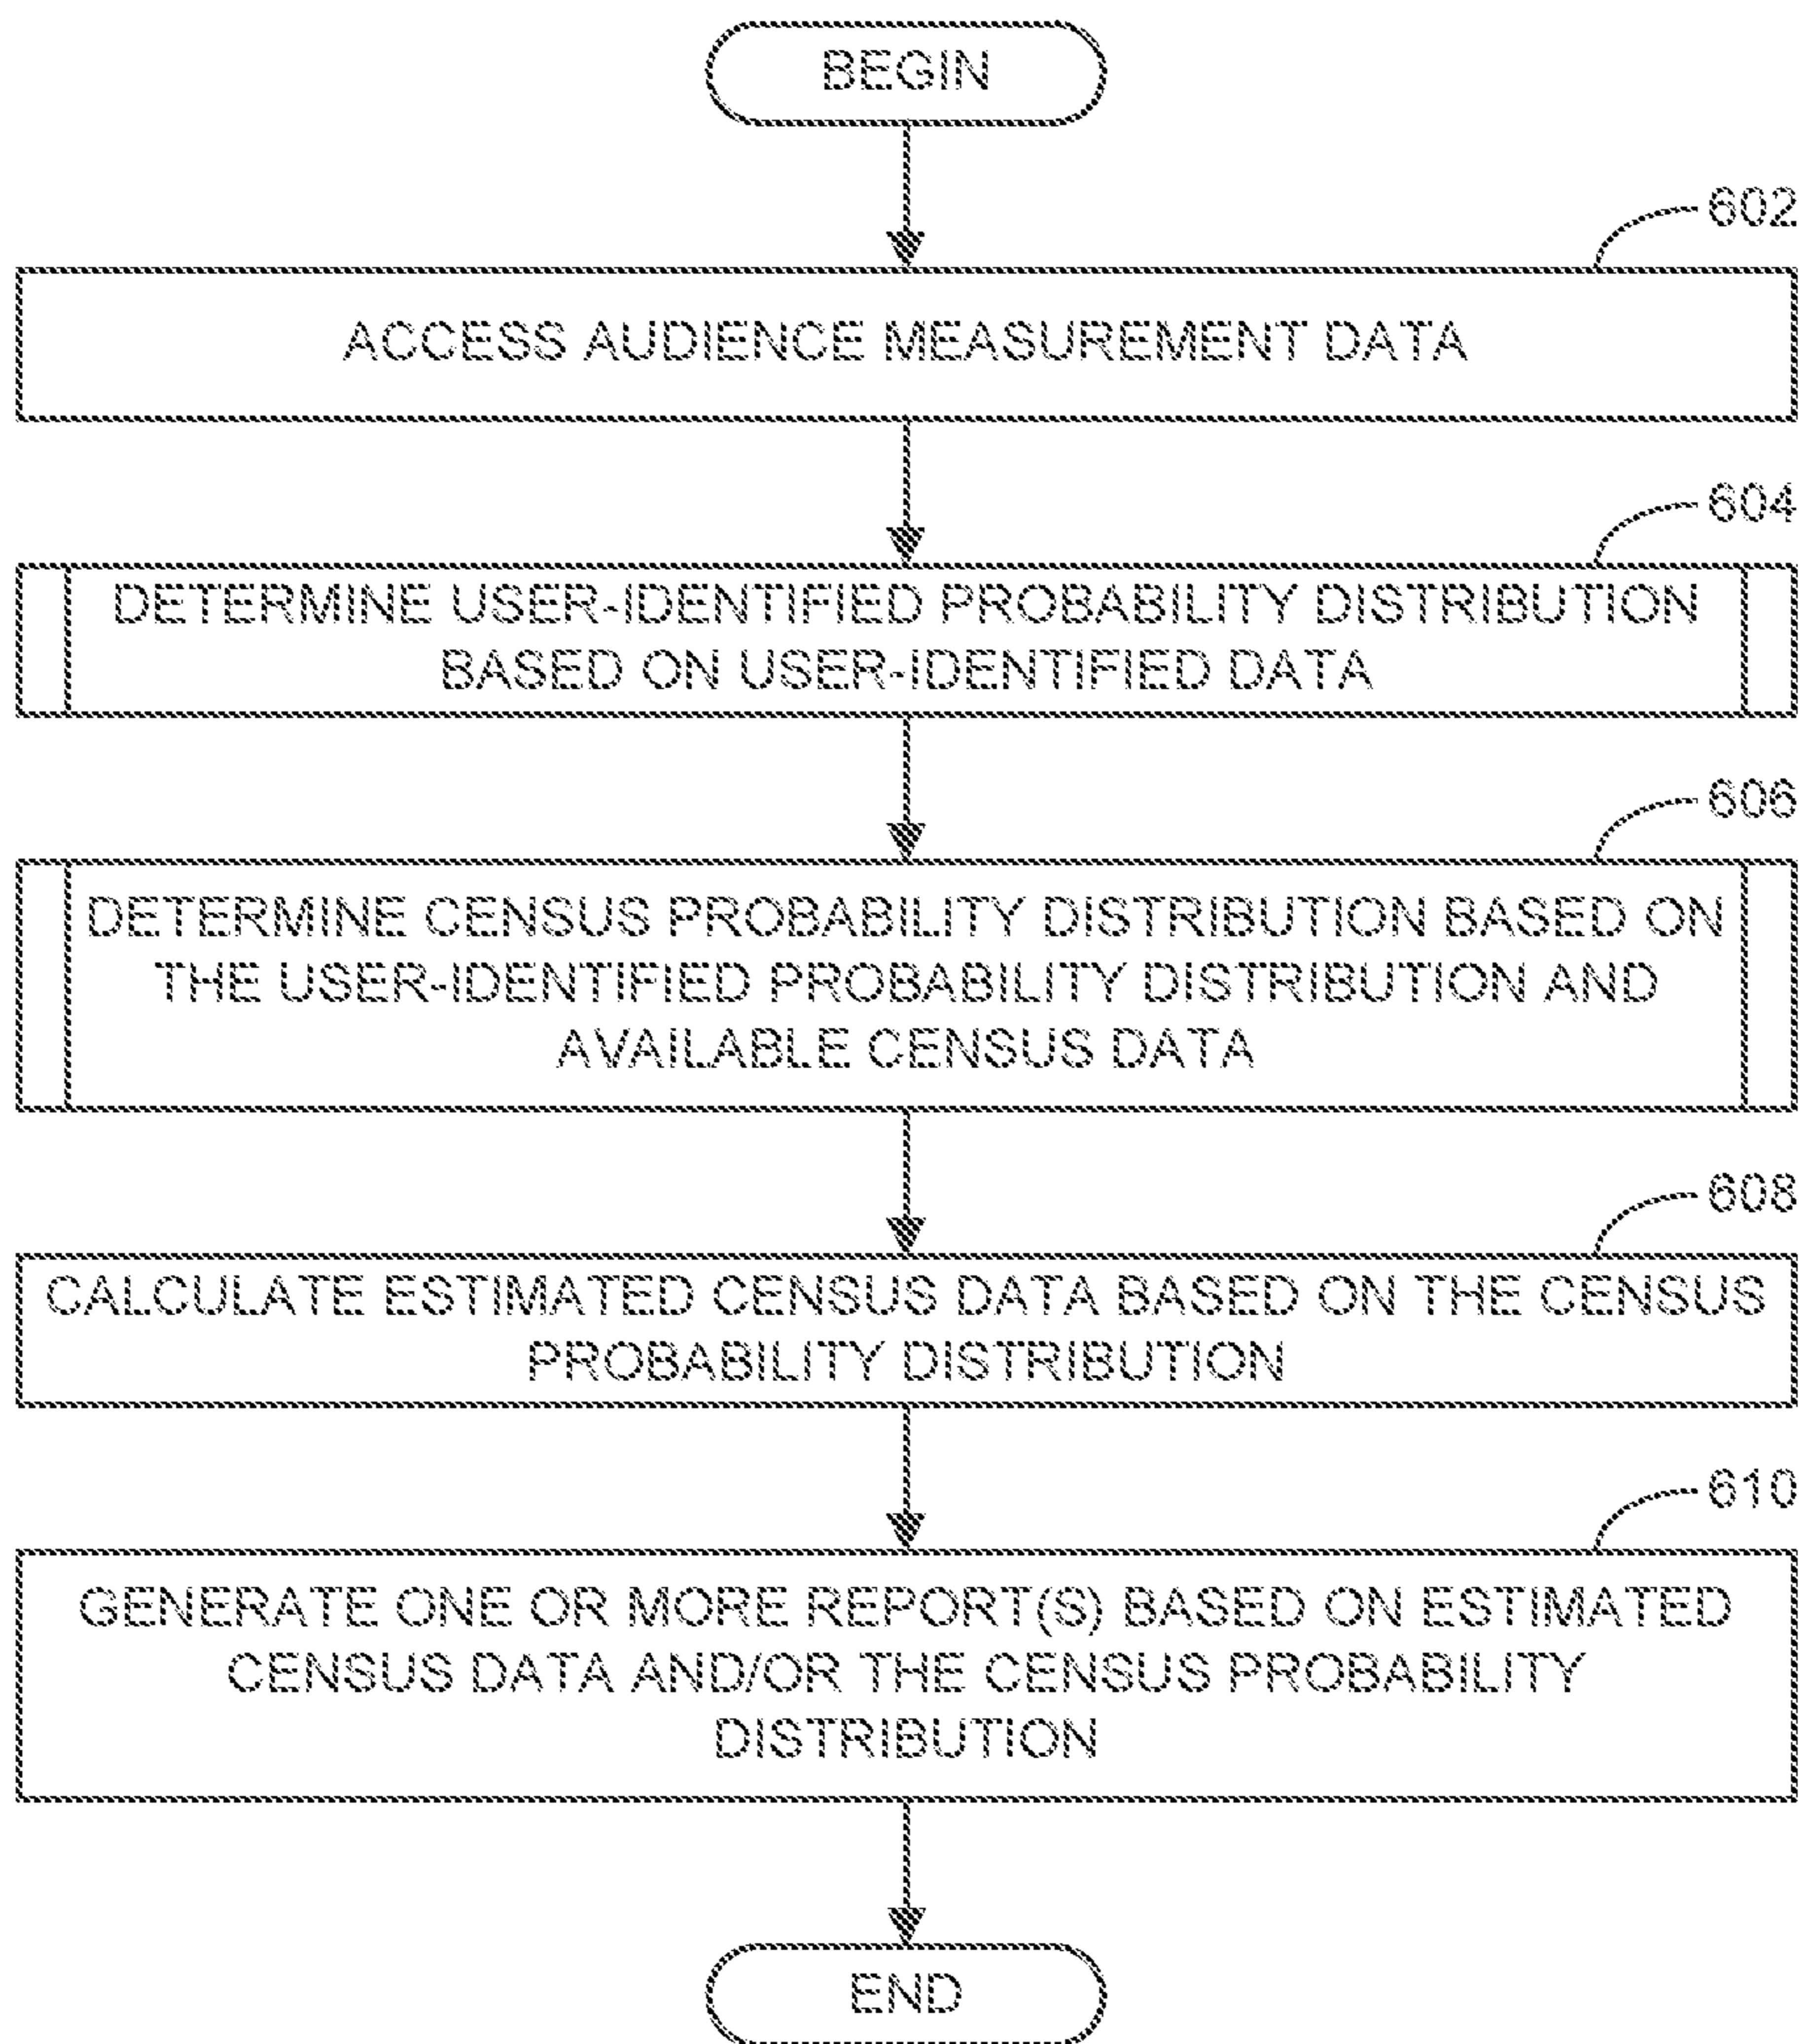 BEGIN
602
ACCESS AUDIENCE MEASUREMENT DATA
604
DETERMINE USER-IDENTIFIED PROBABILITY DISTRIBUTION
BASED ON USER-IDENTIFIED DATA
606
DETERMINE CENSUS PROBABILITY DISTRIBUTION BASED ON
THE USER-IDENTIFIED PROBABILITY DISTRIBUTION AND
AVAILABLE CENSUS DATA
608
CALCULATE ESTIMATED CENSUS DATA BASED ON THE CENSUS
PROBABILITY DISTRIBUTION
610
GENERATE ONE OR MORE REPORT(S) BASED ON ESTIMATED
CENSUS DATA AND/OR THE CENSUS PROBABILITY
DISTRIBUTION
END